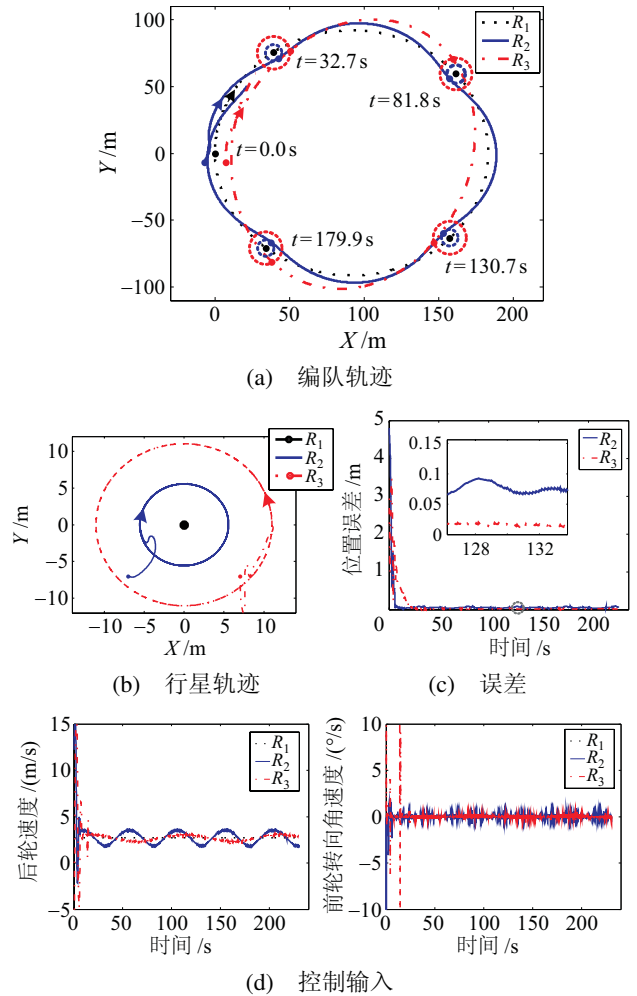 100
50
0
−50
−100
Y /m
R1
R2
R3
t=32.7 s
t=81.8 s
t=0.0 s
t=179.9 s
t=130.7 s
0 50 100 150 200
X /m
(a) 编队轨迹
10
5
0
−5
−10
Y /m
R1
R2
R3
−10 −5 0 5 10
X /m
(b) 行星轨迹
5
4
3
2
1
位置误差 /m
R2
R3
0.15
0.1
0.05
0
128 132
0 100 200
时间 /s
(c) 误差
15
10
5
0
−5
后轮速度 /(m/s)
R1
R2
R3
0 50 100 150 200
时间 /s
10
5
0
−5
−10
前轮转向角速度 /(°/s)
R1
R2
R3
0 50 100 150 200
时间 /s
(d) 控制输入